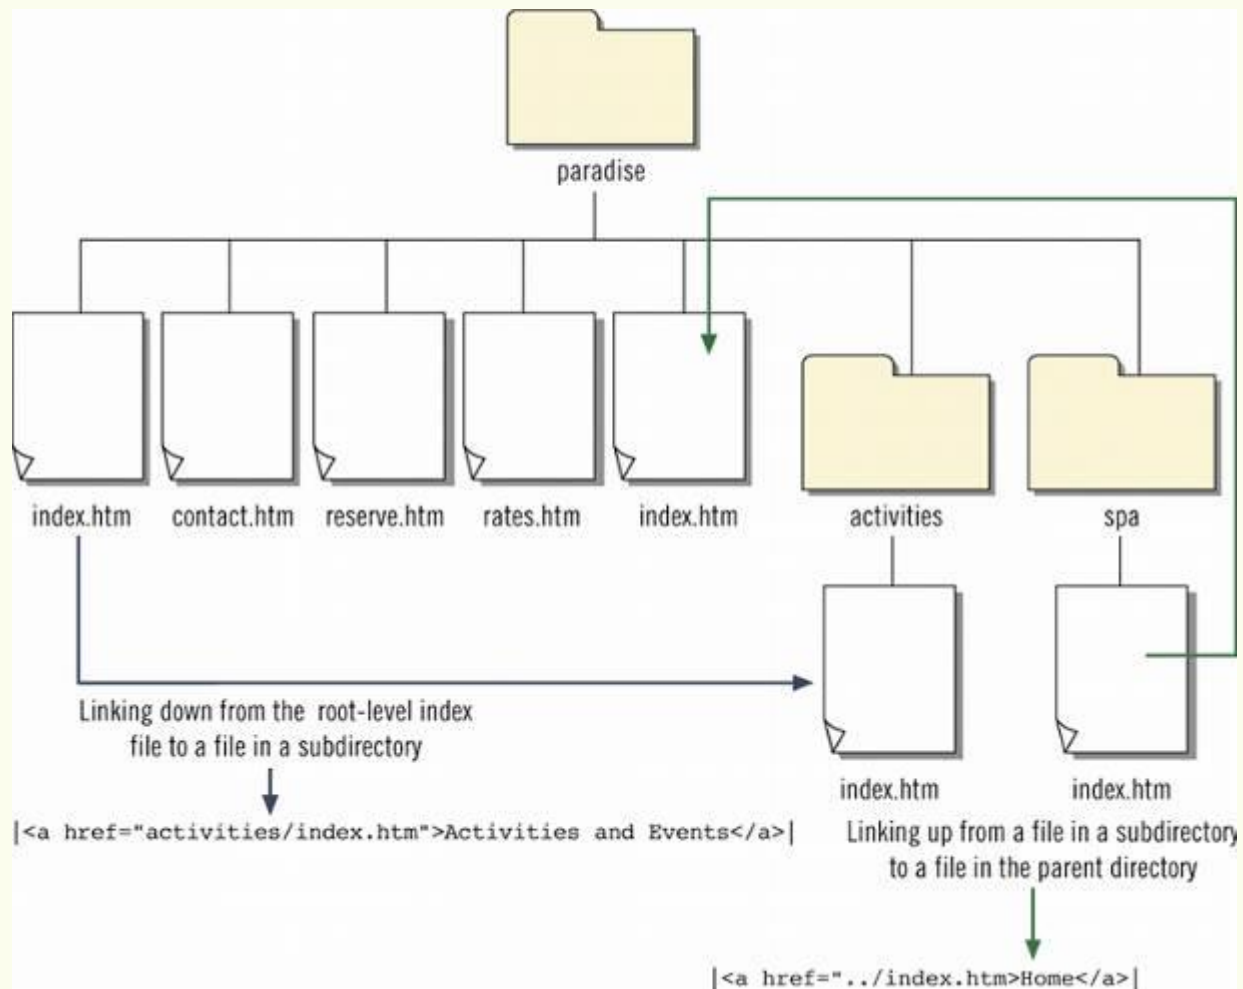 paradise
index.htm
contact.htm
reserve.htm
rates.htm
index.htm
activities
spa
Linking down from the root-level index
file to a file in a subdirectory
|<a href="activities/index.htm">Activities and Events</a>|
index.htm
index.htm
Linking up from a file in a subdirectory
to a file in the parent directory
|<a href="../index.htm>Home</a>|